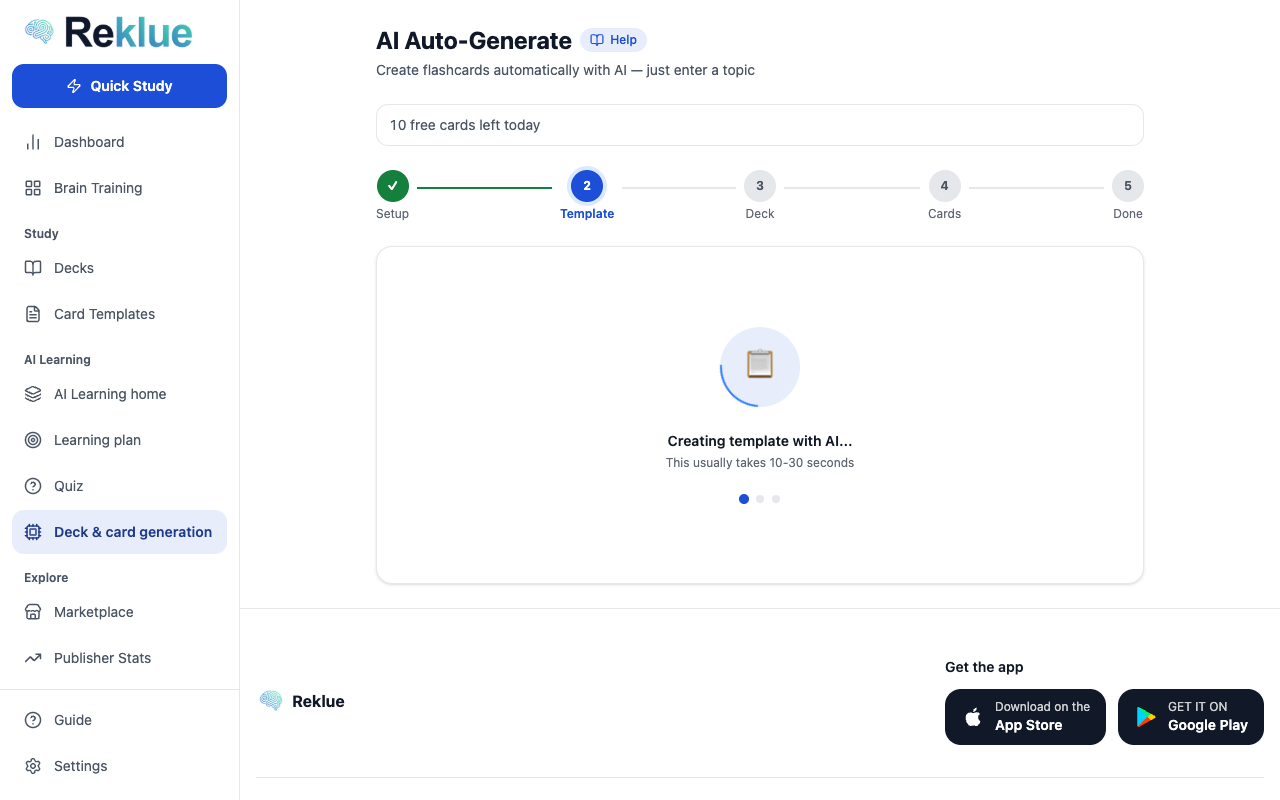 Reklue
Quick Study
Dashboard
Brain Training
Study
Decks
Card Templates
AI Learning
AI Learning home
Learning plan
Quiz
Deck & card generation
Explore
Marketplace
Publisher Stats
Guide
Settings
AI Auto-Generate
Help
Create flashcards automatically with AI — just enter a topic
10 free cards left today
Setup
2
Template
3
Deck
4
Cards
5
Done
Creating template with AI...
This usually takes 10-30 seconds
Reklue
Get the app
Download on the
App Store
GET IT ON
Google Play